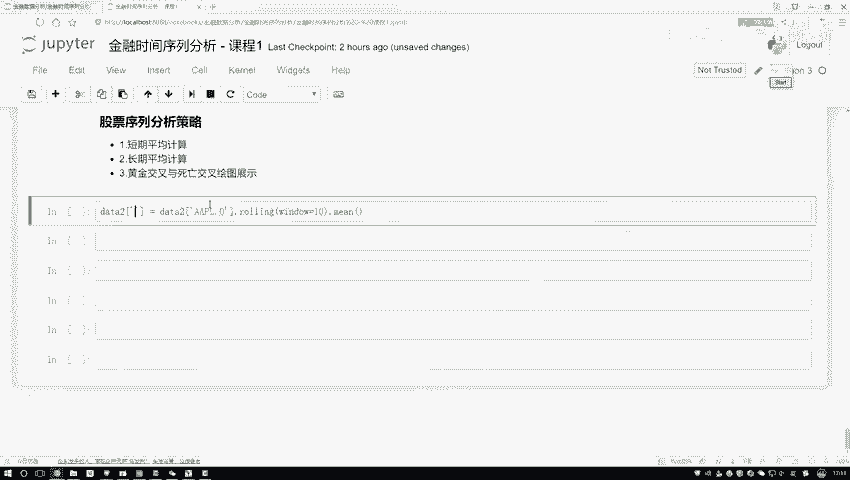 jupyter 金融时间序列分析 - 课程1 Last Checkpoint: 2 hours ago (unsaved changes)
Logout
File Edit View Insert Cell Kernel Widgets Help
Not Trusted
Start
Code
股票序列分析策略
1.短期平均计算
2.长期平均计算
3.黄金交叉与死亡交叉绘图展示
In [ ]: data2[''] = data2['AAPL.O'].rolling(window=10).mean()
In [ ]:
In [ ]:
In [ ]:
In [ ]:
In [ ]: